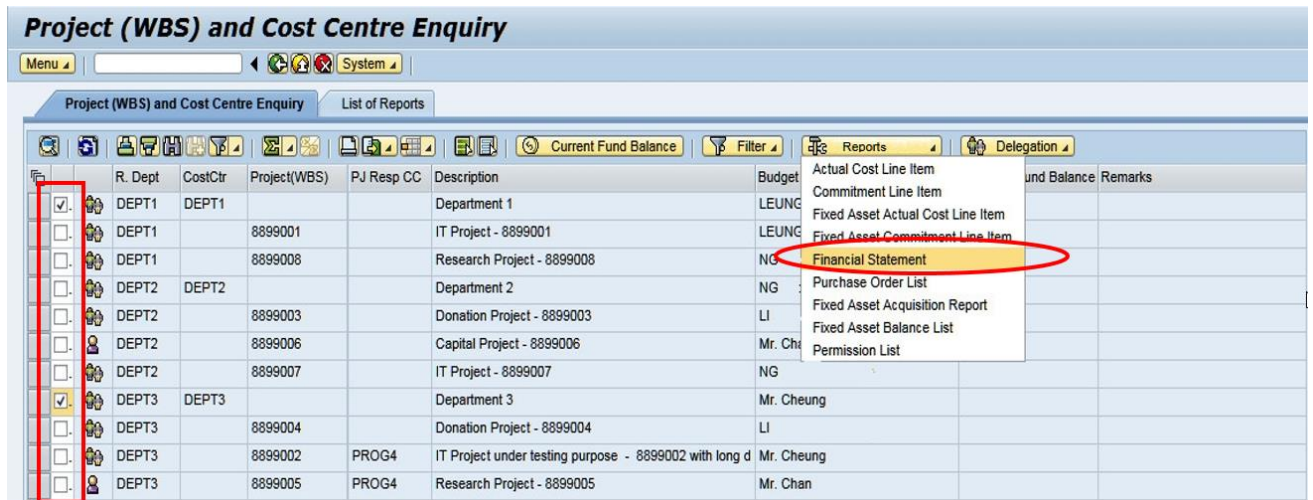 Project (WBS) and Cost Centre Enquiry
Menu System
Project (WBS) and Cost Centre Enquiry List of Reports
Current Fund Balance Filter Reports Delegation
R. Dept CostCtr Project(WBS) PJ Resp CC Description Budget und Balance Remarks
Actual Cost Line Item
Commitment Line Item
Fixed Asset Actual Cost Line Item
Fixed Asset Commitment Line Item
Financial Statement
Purchase Order List
Fixed Asset Acquisition Report
Fixed Asset Balance List
Permission List
DEPT1 DEPT1 Department 1 LEUNG
DEPT1 8899001 IT Project - 8899001 LEUNG
DEPT1 8899008 Research Project - 8899008 NG
DEPT2 DEPT2 Department 2 NG
DEPT2 8899003 Donation Project - 8899003 LI
DEPT2 8899006 Capital Project - 8899006 Mr. Cha
DEPT2 8899007 IT Project - 8899007 NG
DEPT3 DEPT3 Department 3 Mr. Cheung
DEPT3 8899004 Donation Project - 8899004 LI
DEPT3 8899002 PROG4 IT Project under testing purpose - 8899002 with long d Mr. Cheung
DEPT3 8899005 PROG4 Research Project - 8899005 Mr. Chan